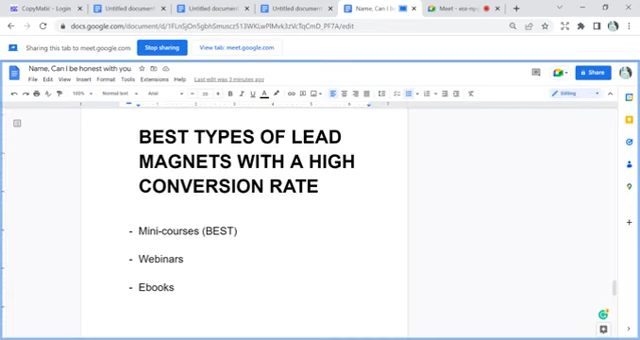 CopyMatic - Login
Untitled document
Untitled document
Untitled document
Name, Can I b
Meet - 
docs.google.com/document/d/
Sharing this tab to meet.google.com
Stop sharing
View tab: meet.google.com
Name, Can I be honest with you
File Edit View Insert Format Tools Extensions Help
Last edit was 3 minutes ago
Share
100% Normal text Arial
Editing
BEST TYPES OF LEAD
MAGNETS WITH A HIGH
CONVERSION RATE
- Mini-courses (BEST)
- Webinars
- Ebooks